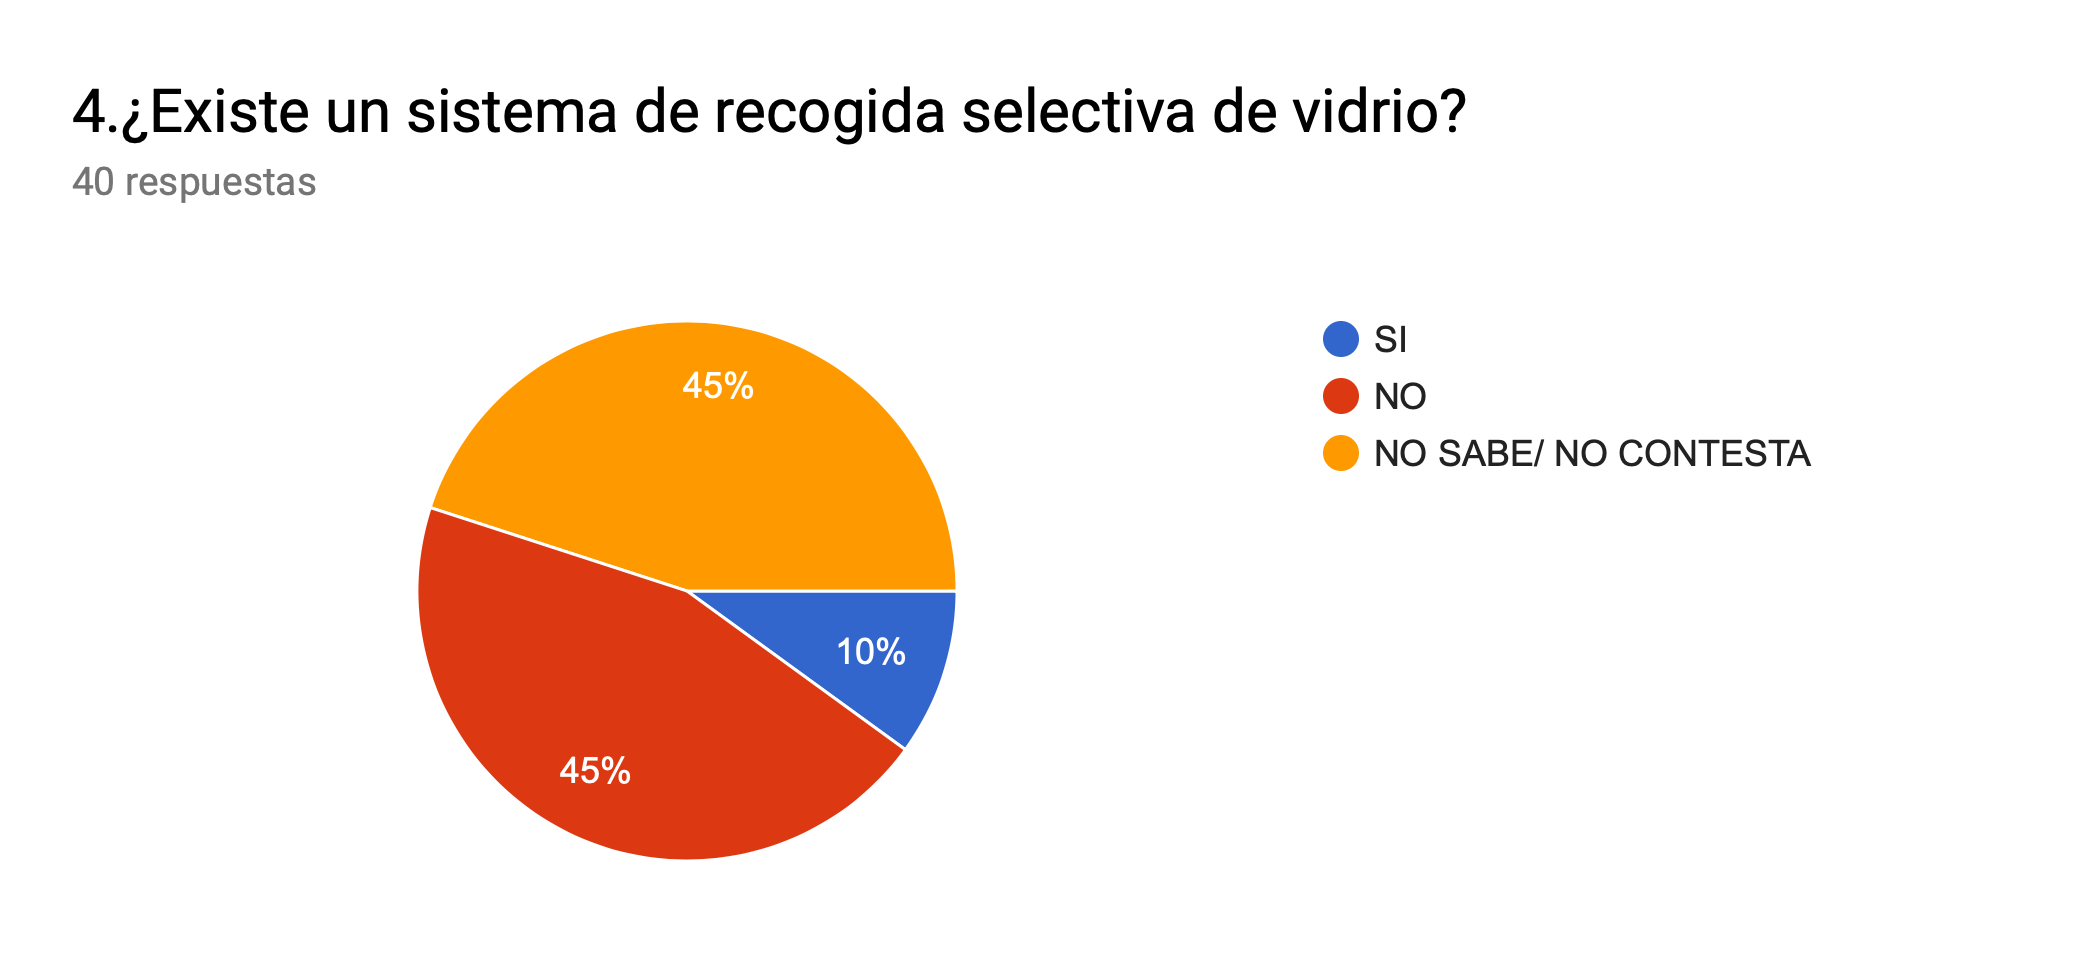 4.¿Existe un sistema de recogida selectiva de vidrio?
40 respuestas
SI
NO
NO SABE/ NO CONTESTA
45%
10%
45%